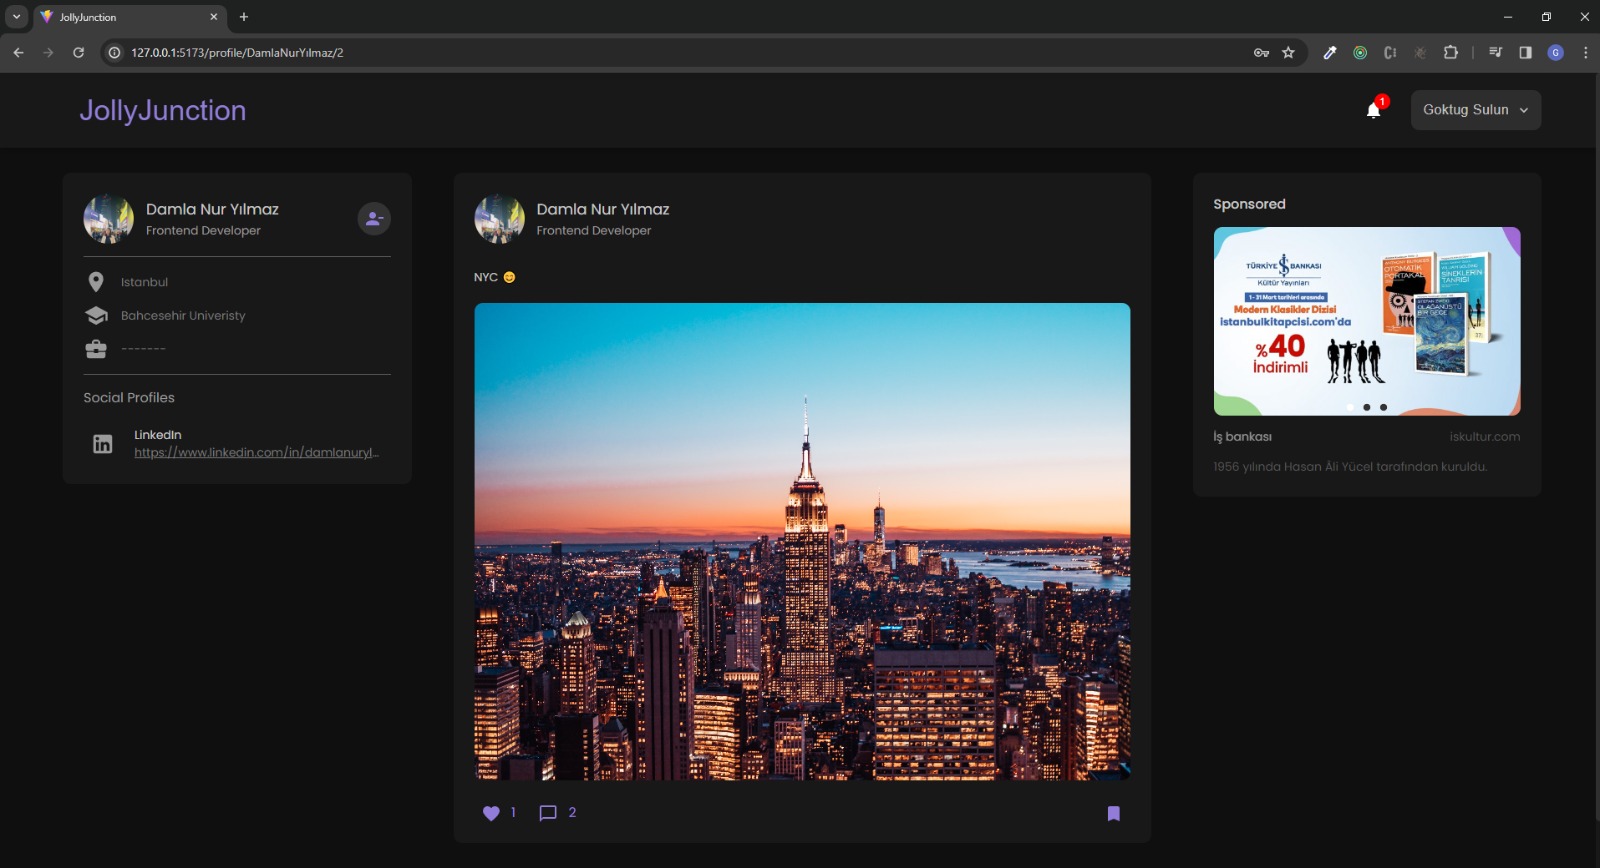 JollyJunction
127.0.0.1:5173/profile/DamlaNurYılmaz/2
G
JollyJunction
1
Goktug Sulun
Damla Nur Yılmaz
Frontend Developer
Istanbul
Bahcesehir Univeristy
-------
Social Profiles
LinkedIn
https://www.linkedin.com/in/damlanuryl...
Damla Nur Yılmaz
Frontend Developer
NYC 😊
1
2
Sponsored
TÜRKİYE İŞ BANKASI
Kültür Yayınları
1 - 31 Mart tarihleri arasında
Modern Klasikler Dizisi
istanbulkitapcisi.com'da
%40
İndirimli
OTOMATİK
PORTAKAL
SİNEKLERİN
TANRISI
OLAĞANÜSTÜ
BİR GECE
İş bankası
iskultur.com
1956 yılında Hasan Âli Yücel tarafından kuruldu.